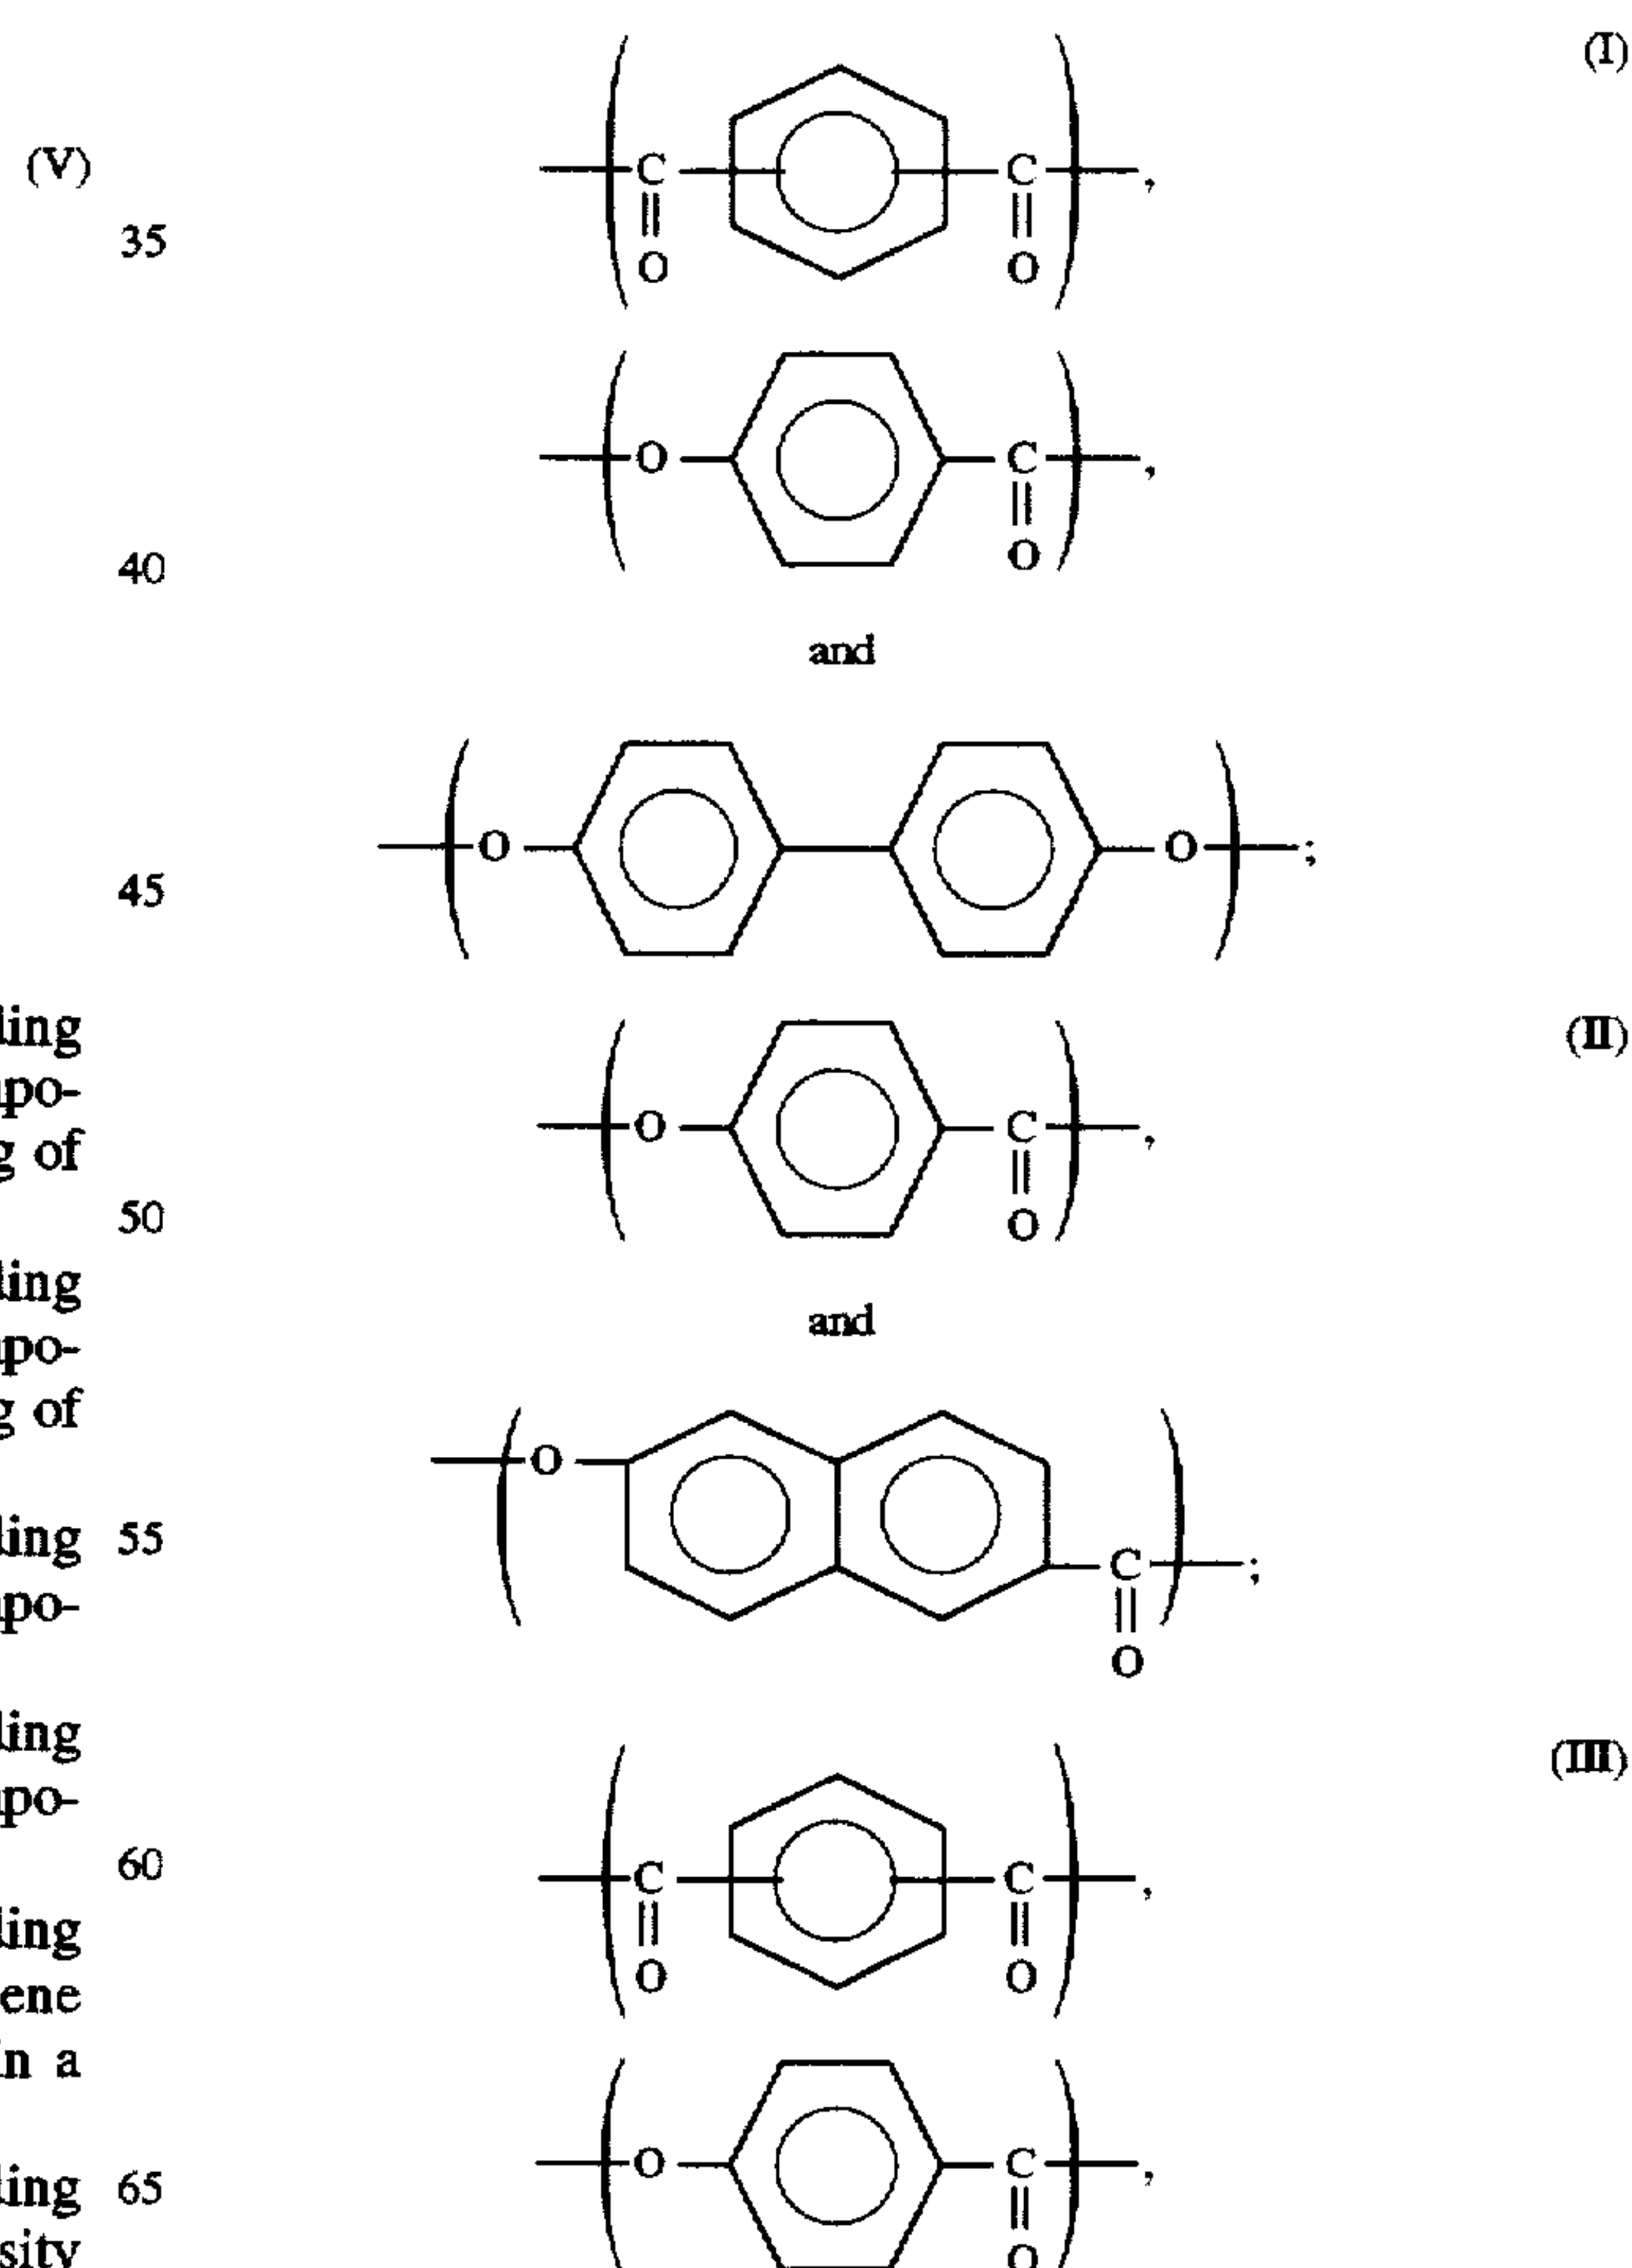 (V)
ling
po-
g of
ling
po-
g of
ling
po-
ling
po-
ling
ene
in a
ling
sity
35
40
45
50
55
60
65
(I)
C C ,
O O
O C ,
O
and
O O ;
(II)
O C ,
O
and
O
C ;
O
(III)
C C ,
O O
O C ,
O